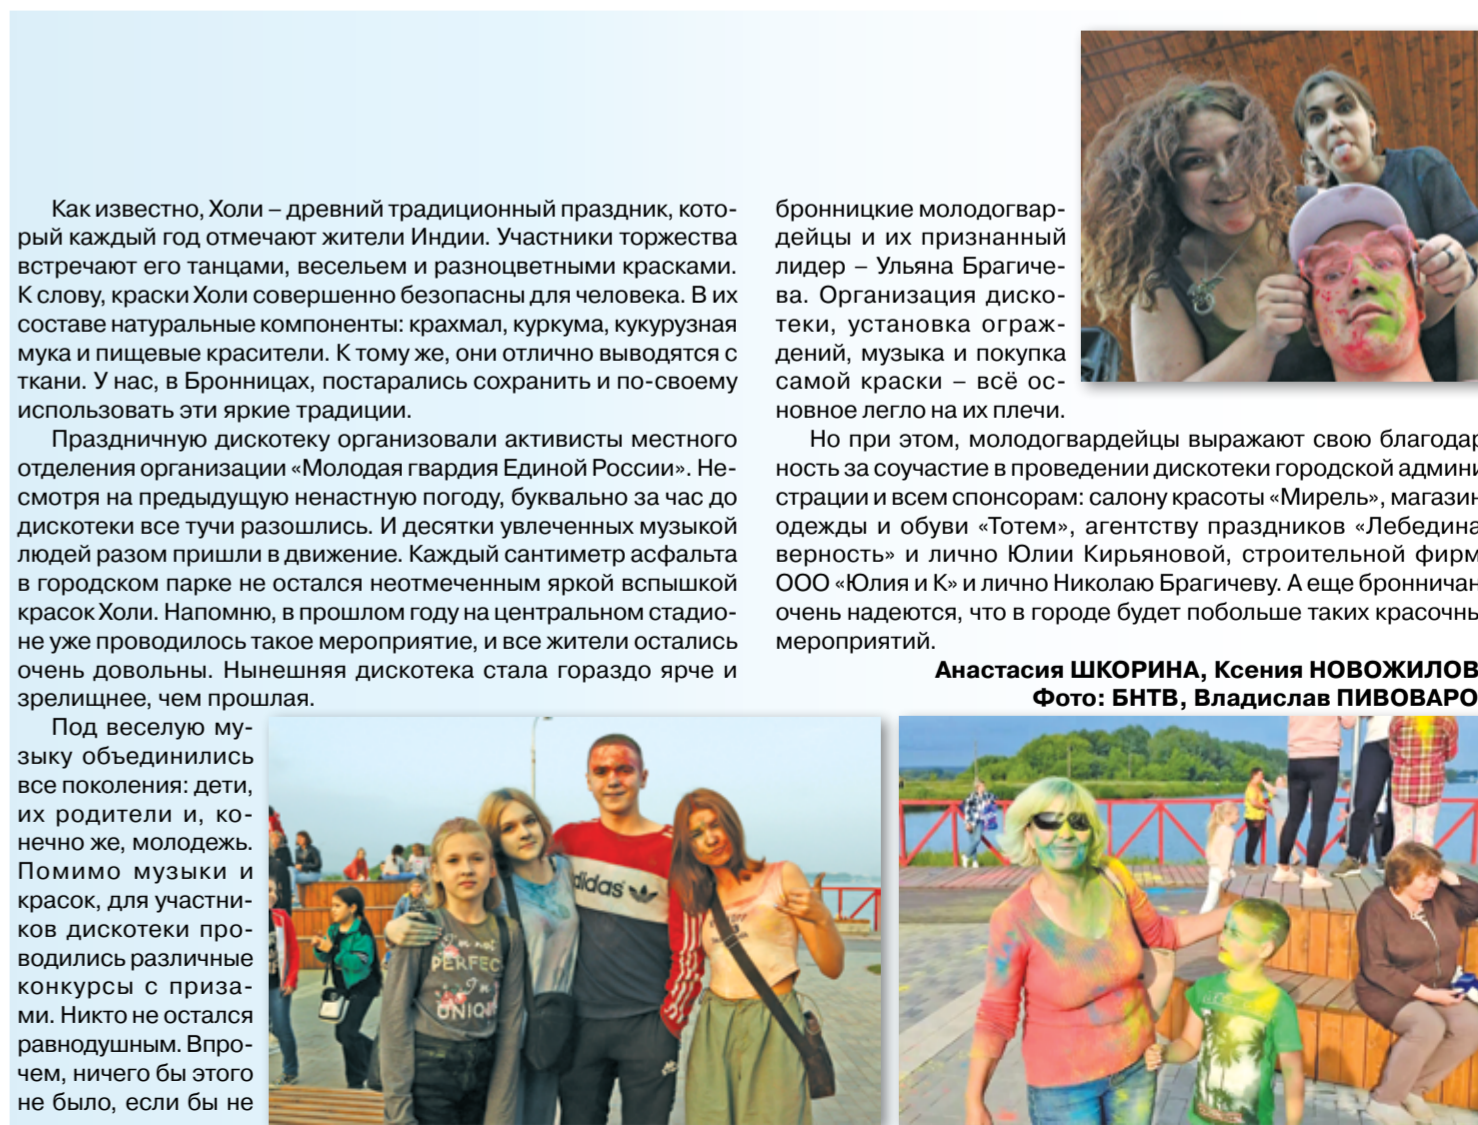 Как известно, Холи – древний традиционный праздник, кото-
рый каждый год отмечают жители Индии. Участники торжества
встречают его танцами, весельем и разноцветными красками.
К слову, краски Холи совершенно безопасны для человека. В их
составе натуральные компоненты: крахмал, куркума, кукурузная
мука и пищевые красители. К тому же, они отлично выводятся с
ткани. У нас, в Бронницах, постарались сохранить и по-своему
использовать эти яркие традиции.
Праздничную дискотеку организовали активисты местного
отделения организации «Молодая гвардия Единой России». Не-
смотря на предыдущую ненастную погоду, буквально за час до
дискотеки все тучи разошлись. И десятки увлеченных музыкой
людей разом пришли в движение. Каждый сантиметр асфальта
в городском парке не остался неотмеченным яркой вспышкой
красок Холи. Напомню, в прошлом году на центральном стадио-
не уже проводилось такое мероприятие, и все жители остались
очень довольны. Нынешняя дискотека стала гораздо ярче и
зрелищнее, чем прошлая.
Под веселую му-
зыку объединились
все поколения: дети,
их родители и, ко-
нечно же, молодежь.
Помимо музыки и
красок, для участни-
ков дискотеки про-
водились различные
конкурсы с приза-
ми. Никто не остался
равнодушным. Впро-
чем, ничего бы этого
не было, если бы не
бронницкие молодогвар-
дейцы и их признанный
лидер – Ульяна Брагиче-
ва. Организация диско-
теки, установка ограж-
дений, музыка и покупка
самой краски – всё ос-
новное легло на их плечи.
Но при этом, молодогвардейцы выражают свою благодар
ность за соучастие в проведении дискотеки городской админи
страции и всем спонсорам: салону красоты «Мирель», магазин
одежды и обуви «Тотем», агентству праздников «Лебедина
верность» и лично Юлии Кирьяновой, строительной фирм
ООО «Юлия и К» и лично Николаю Брагичеву. А еще бронничан
очень надеются, что в городе будет побольше таких красочны
мероприятий.
Анастасия ШКОРИНА, Ксения НОВОЖИЛОВ
Фото: БНТВ, Владислав ПИВОВАРО
adidas
I'm not
PERFEC
I'm
UNIQU